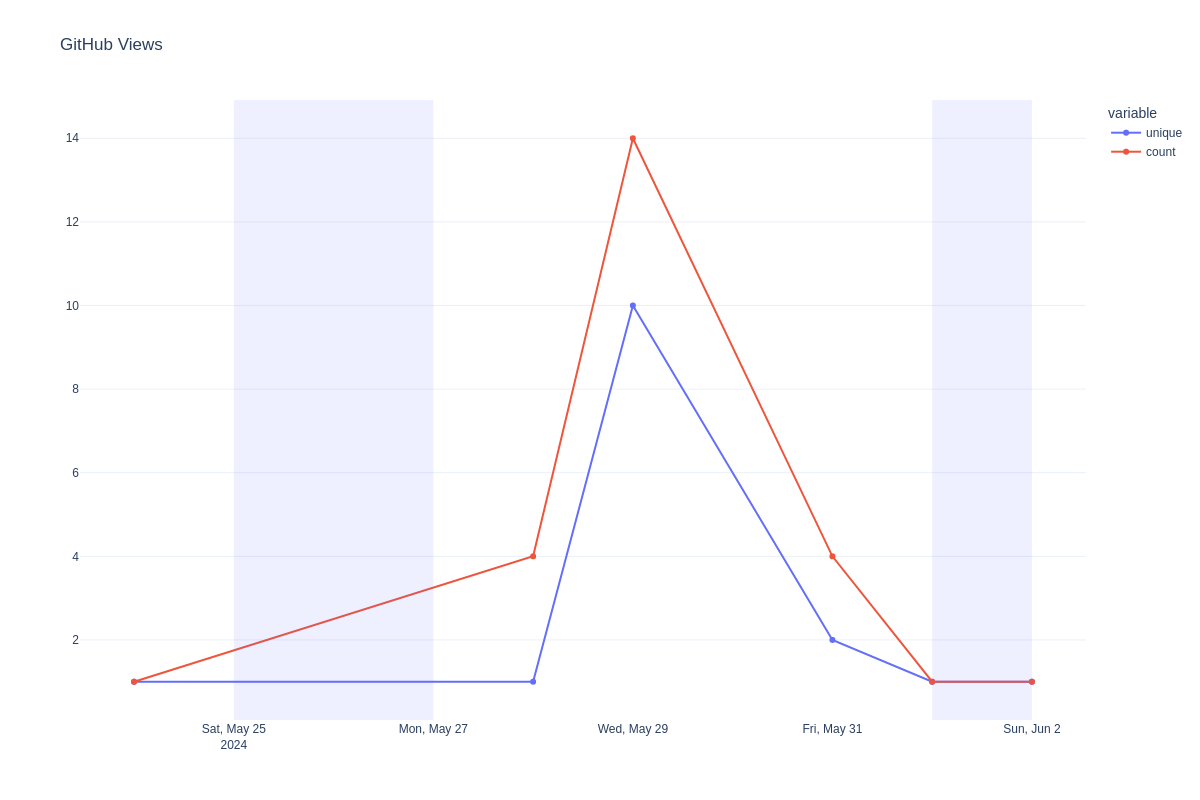 GitHub Views
variable
unique
count
14
12
10
8
6
4
2
Sat, May 25
2024
Mon, May 27
Wed, May 29
Fri, May 31
Sun, Jun 2